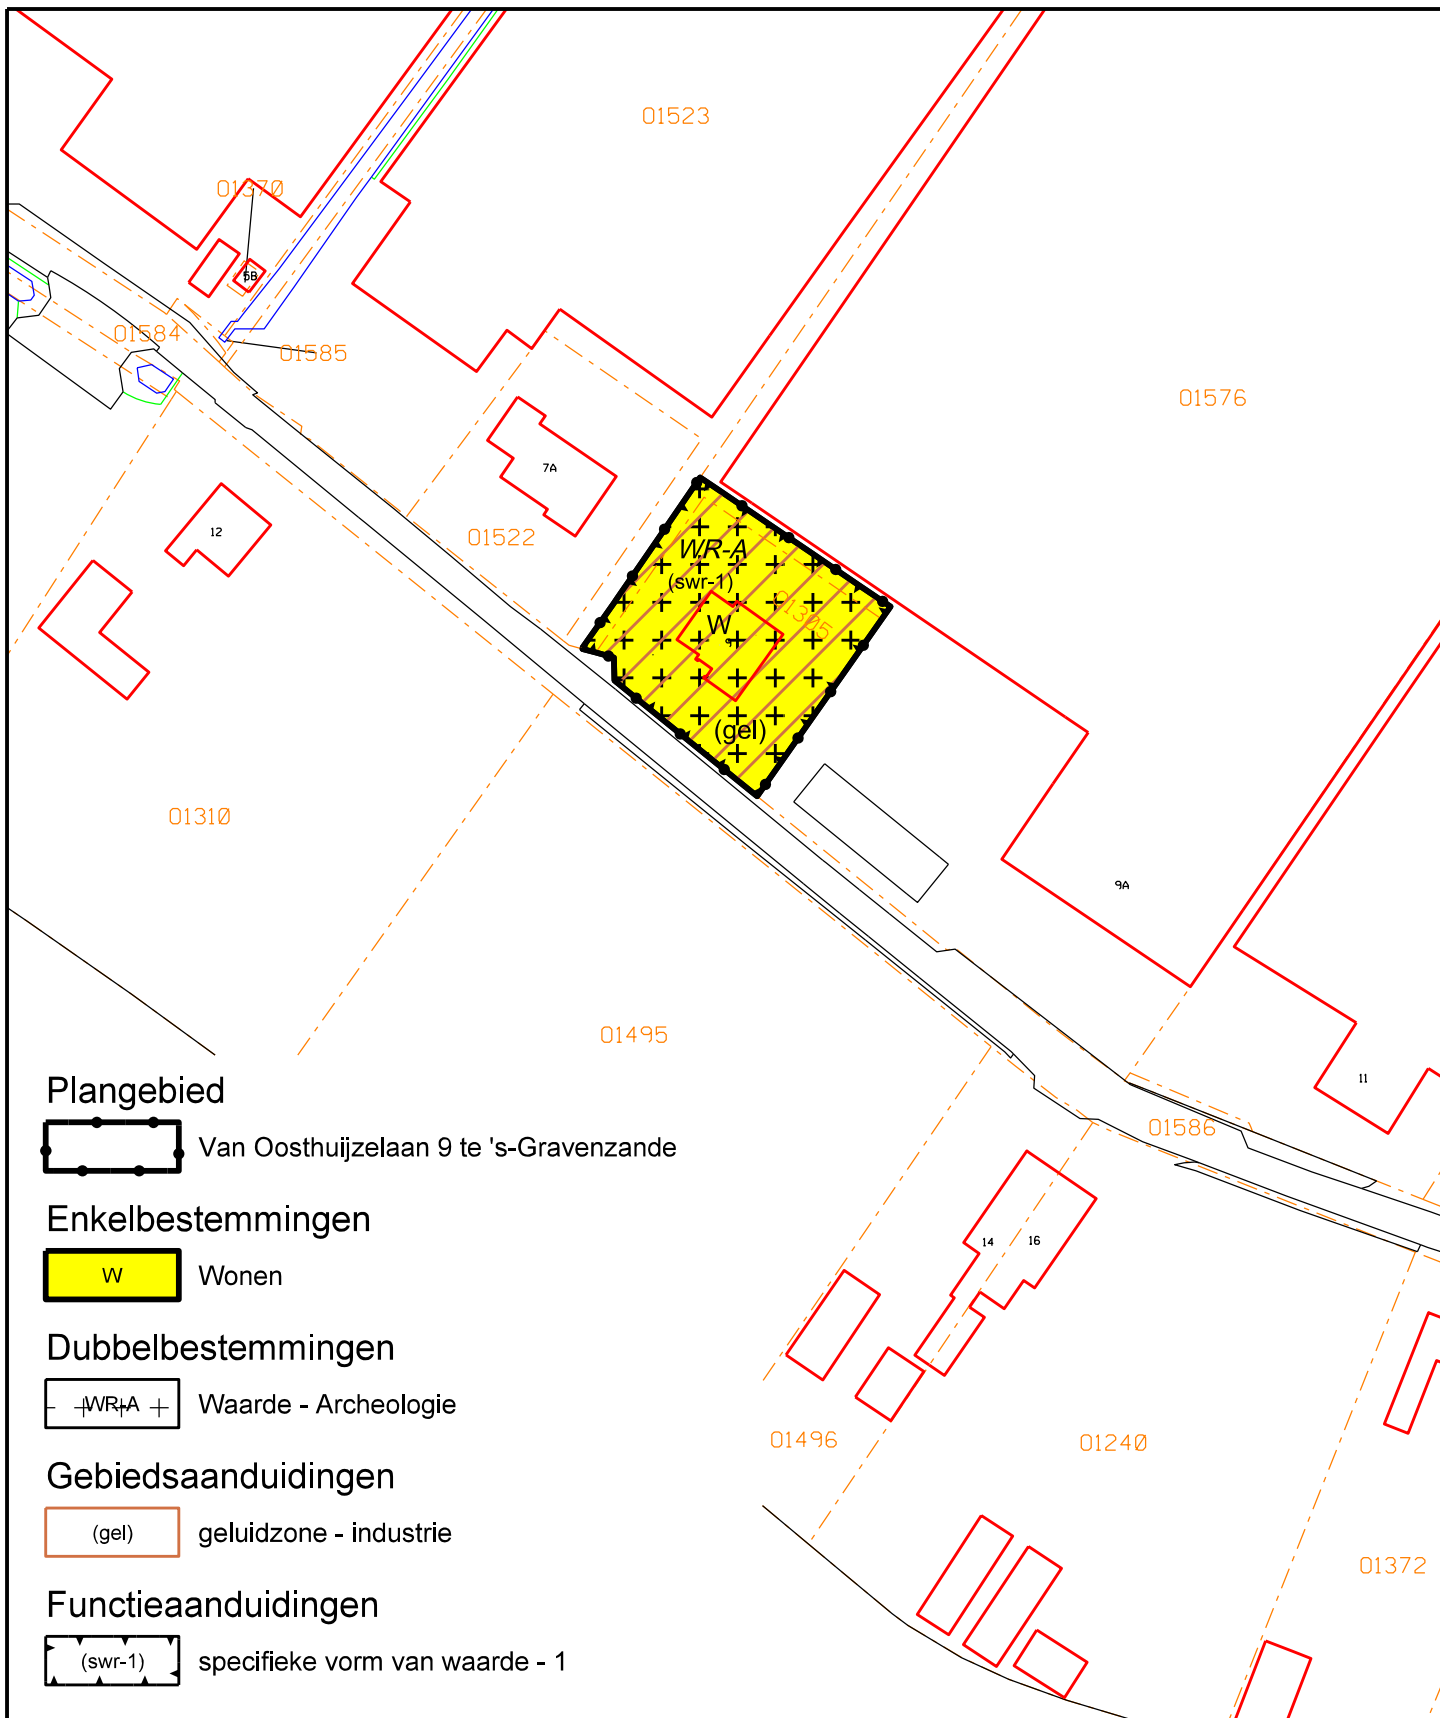 01523
01370
5B
01584
01585
01576
7A
12
01522
WR-A
(swr-1)
01305
W
9
(gel)
01310
9A
01495
11
01586
Plangebied
Van Oosthuijzelaan 9 te 's-Gravenzande
Enkelbestemmingen
W Wonen
14 16
Dubbelbestemmingen
WR-A Waarde - Archeologie
01496
01240
Gebiedsaanduidingen
(gel) geluidzone - industrie
01372
Functieaanduidingen
(swr-1) specifieke vorm van waarde - 1